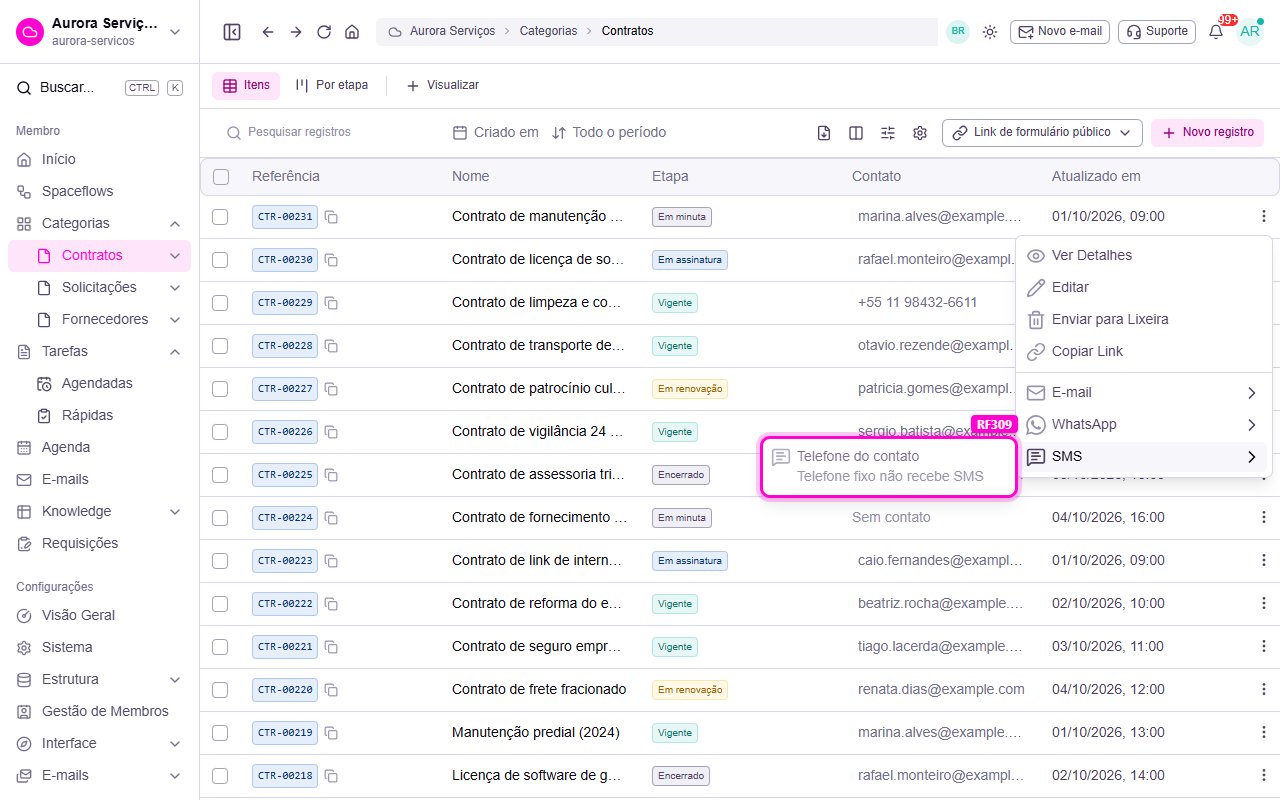 Aurora Serviç...
aurora-servicos
Aurora Serviços > Categorias > Contratos
BR
Novo e-mail
Suporte
99+
AR
Buscar...
CTRL K
Membro
Início
Spaceflows
Categorias
Contratos
Solicitações
Fornecedores
Tarefas
Agendadas
Rápidas
Agenda
E-mails
Knowledge
Requisições
Configurações
Visão Geral
Sistema
Estrutura
Gestão de Membros
Interface
E-mails
Itens
Por etapa
Visualizar
Pesquisar registros
Criado em
Todo o período
Link de formulário público
Novo registro
Referência Nome Etapa Contato Atualizado em
CTR-00231 Contrato de manutenção ... Em minuta marina.alves@example.... 01/10/2026, 09:00
CTR-00230 Contrato de licença de so... Em assinatura rafael.monteiro@exampl...
CTR-00229 Contrato de limpeza e co... Vigente +55 11 98432-6611
CTR-00228 Contrato de transporte de... Vigente otavio.rezende@exampl...
CTR-00227 Contrato de patrocínio cul... Em renovação patricia.gomes@exampl...
CTR-00226 Contrato de vigilância 24 ... Vigente sergio.batista@example...
CTR-00225 Contrato de assessoria tri... Encerrado
CTR-00224 Contrato de fornecimento ... Em minuta Sem contato 04/10/2026, 16:00
CTR-00223 Contrato de link de intern... Em assinatura caio.fernandes@exampl... 01/10/2026, 09:00
CTR-00222 Contrato de reforma do e... Vigente beatriz.rocha@example.... 02/10/2026, 10:00
CTR-00221 Contrato de seguro empr... Vigente tiago.lacerda@example.... 03/10/2026, 11:00
CTR-00220 Contrato de frete fracionado Em renovação renata.dias@example.com 04/10/2026, 12:00
CTR-00219 Manutenção predial (2024) Vigente marina.alves@example.... 01/10/2026, 13:00
CTR-00218 Licença de software de g... Encerrado rafael.monteiro@exampl... 02/10/2026, 14:00
Ver Detalhes
Editar
Enviar para Lixeira
Copiar Link
E-mail
WhatsApp
SMS
RF309
Telefone do contato
Telefone fixo não recebe SMS